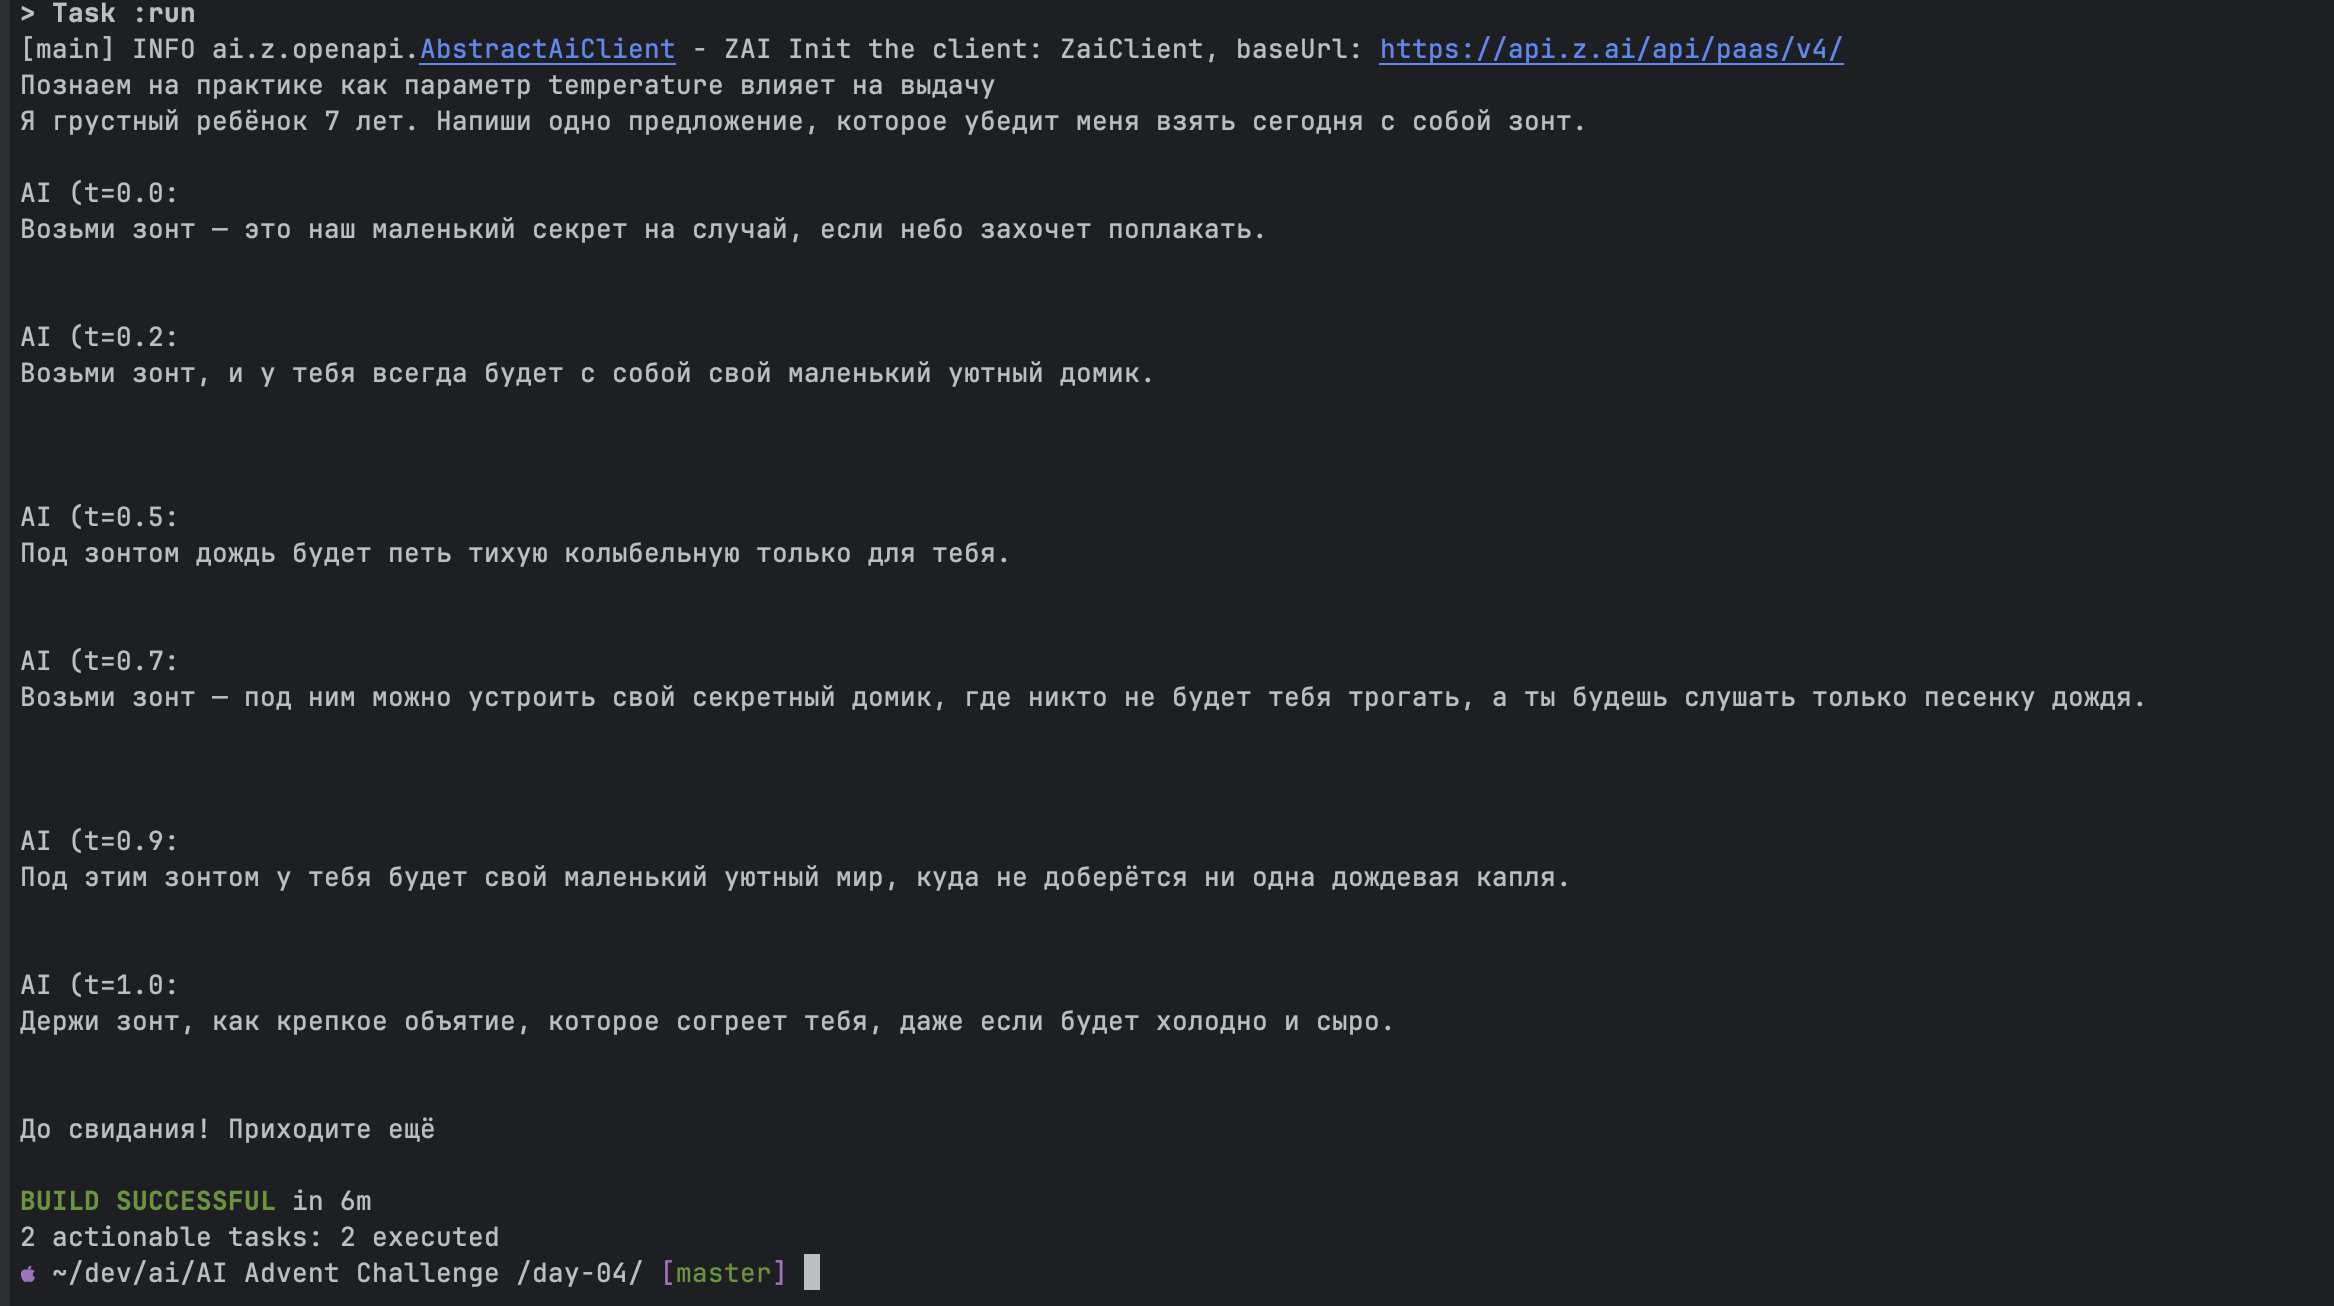 > Task :run
[main] INFO ai.z.openapi.AbstractAiClient - ZAI Init the client: ZaiClient, baseUrl: https://api.z.ai/api/paas/v4/
Познаем на практике как параметр temperature влияет на выдачу
Я грустный ребёнок 7 лет. Напиши одно предложение, которое убедит меня взять сегодня с собой зонт.
AI (t=0.0:
Возьми зонт — это наш маленький секрет на случай, если небо захочет поплакать.
AI (t=0.2:
Возьми зонт, и у тебя всегда будет с собой свой маленький уютный домик.
AI (t=0.5:
Под зонтом дождь будет петь тихую колыбельную только для тебя.
AI (t=0.7:
Возьми зонт — под ним можно устроить свой секретный домик, где никто не будет тебя трогать, а ты будешь слушать только песенку дождя.
AI (t=0.9:
Под этим зонтом у тебя будет свой маленький уютный мир, куда не доберётся ни одна дождевая капля.
AI (t=1.0:
Держи зонт, как крепкое объятие, которое согреет тебя, даже если будет холодно и сыро.
До свидания! Приходите ещё
BUILD SUCCESSFUL in 6m
2 actionable tasks: 2 executed
~/dev/ai/AI Advent Challenge /day-04/ [master]